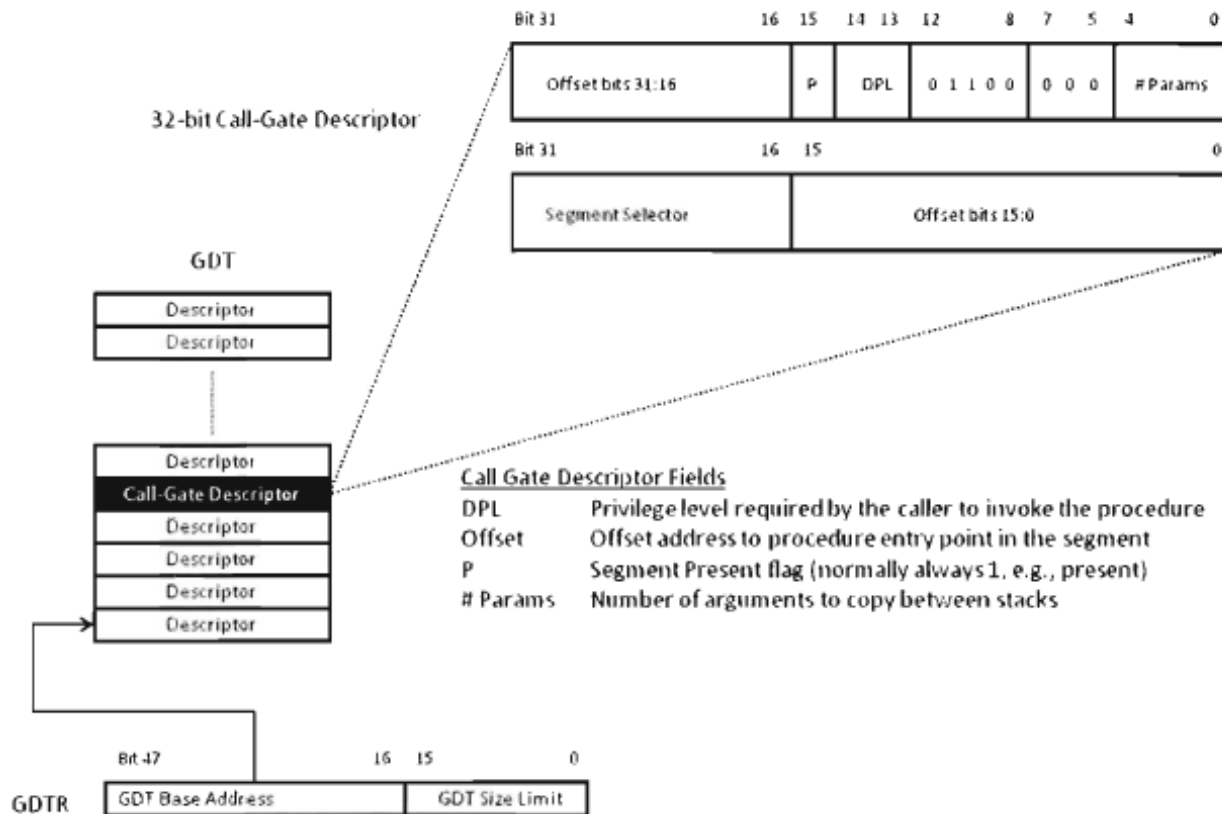 Bit 31 16 15 14 13 12 8 7 5 4 0
Offset bits 31:16 P DPL 0 1 1 0 0 0 0 0 # Params
32-bit Call-Gate Descriptor
Bit 31 16 15 0
Segment Selector Offset bits 15:0
GDT
Descriptor
Descriptor
Descriptor
Call-Gate Descriptor
Descriptor
Descriptor
Descriptor
Descriptor
Call Gate Descriptor Fields
DPL Privilege level required by the caller to invoke the procedure
Offset Offset address to procedure entry point in the segment
P Segment Present flag (normally always 1, e.g., present)
# Params Number of arguments to copy between stacks
Bit 47 16 15 0
GDTR GDT Base Address GDT Size Limit